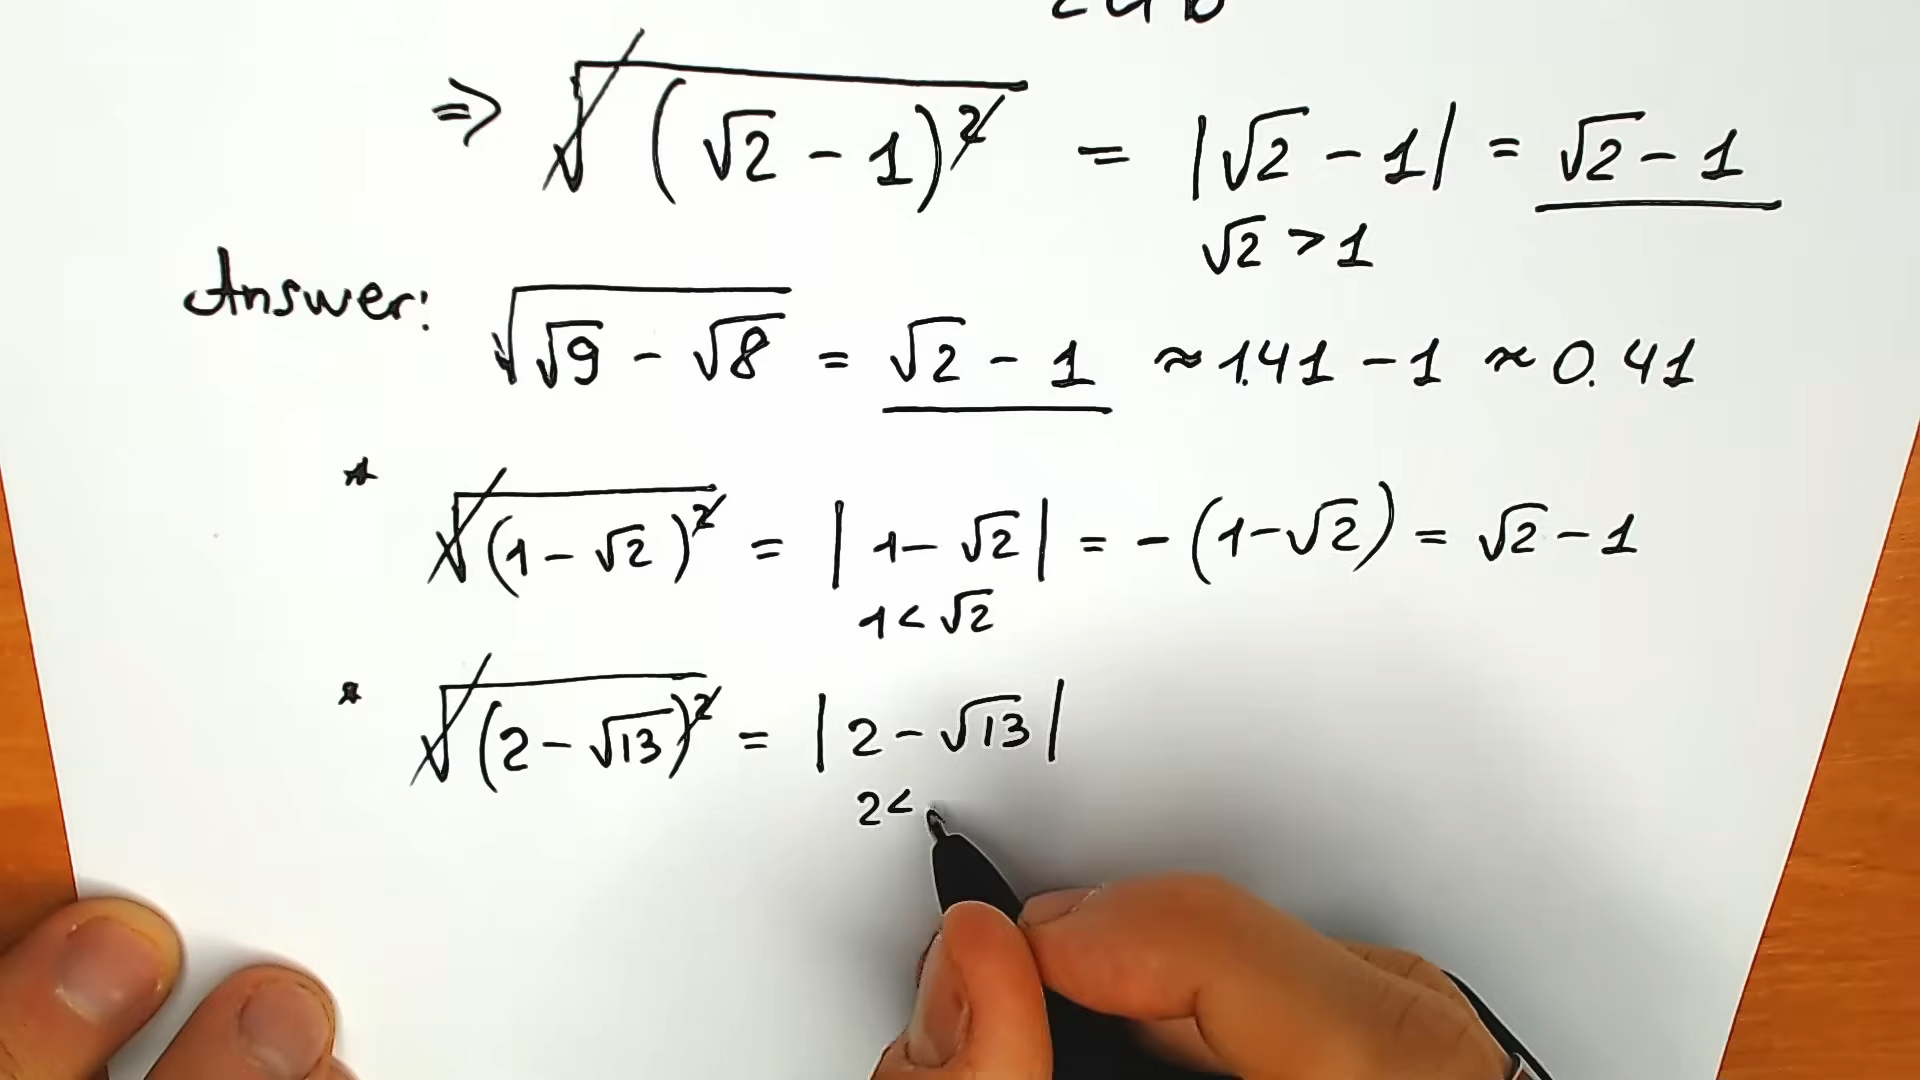 => √(√2 - 1)² = |√2 - 1| = √2 - 1
√2 > 1
Answer: √(√9 - √8) = √2 - 1 ≈ 1.41 - 1 ≈ 0.41
* √(1 - √2)² = |1 - √2| = - (1 - √2) = √2 - 1
1 < √2
* √(2 - √13)² = |2 - √13|
2 <